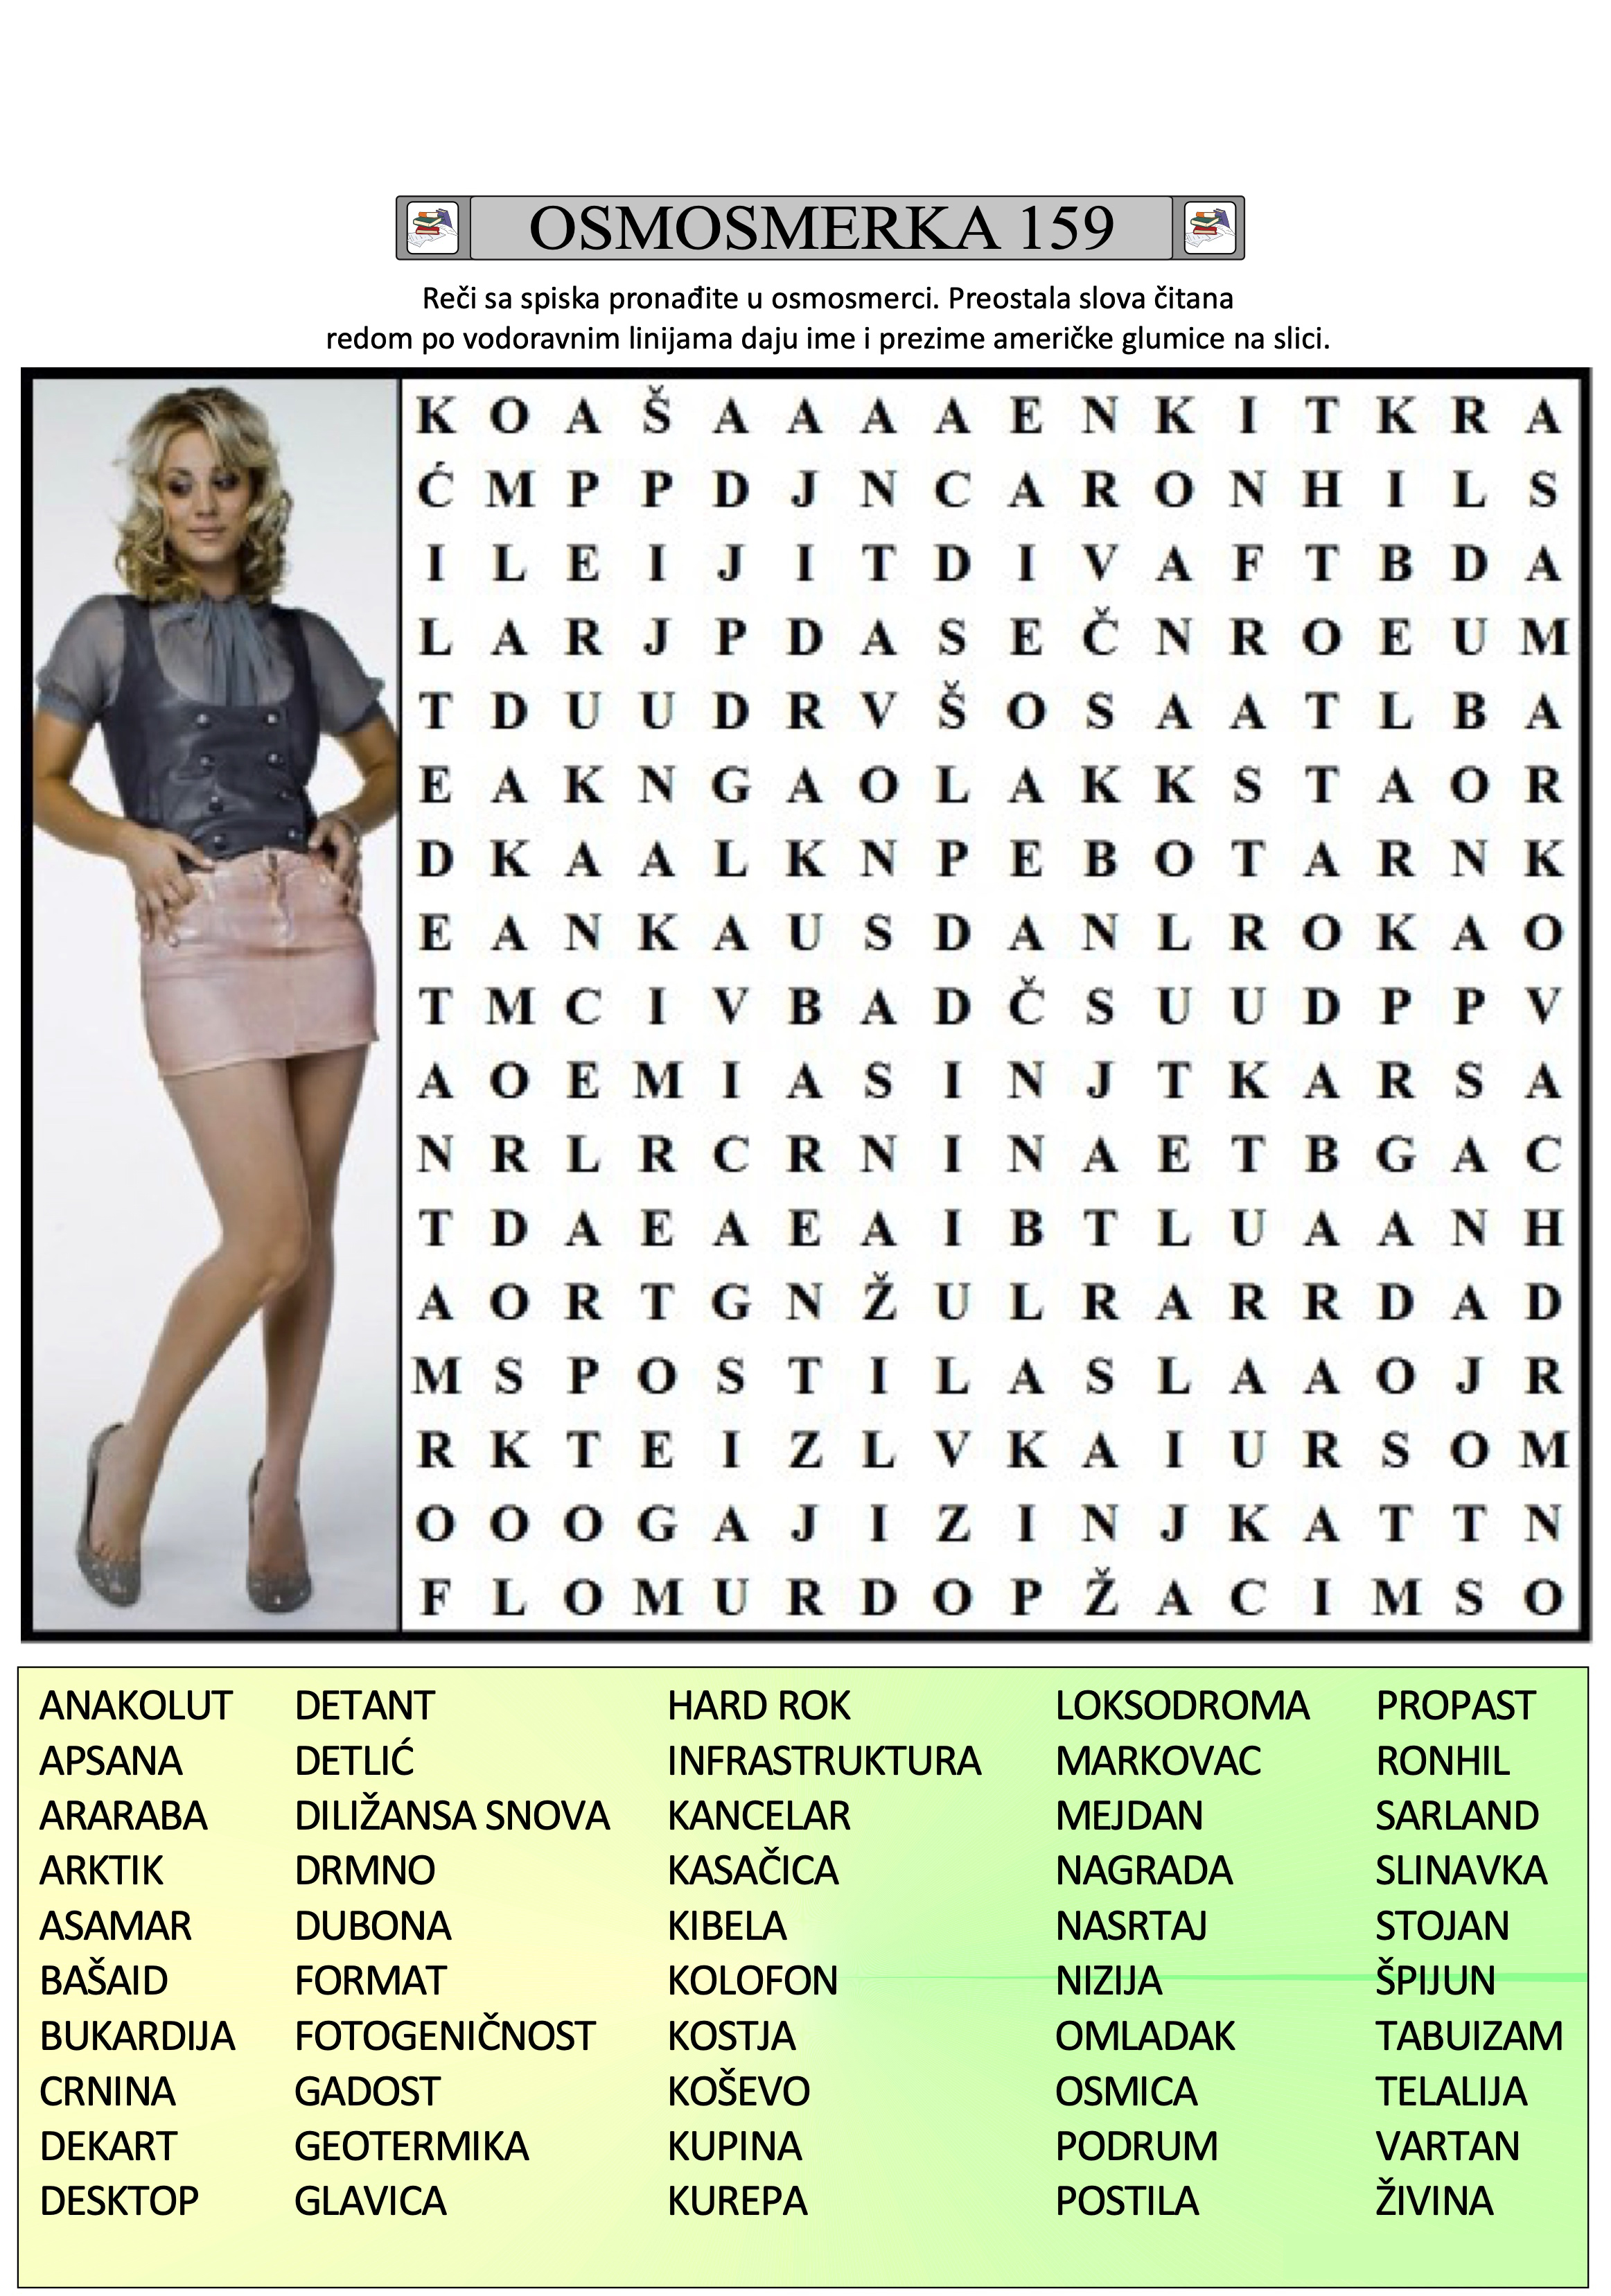 OSMOSMERKA 159
Reči sa spiska pronađite u osmosmerci. Preostala slova čitana
redom po vodoravnim linijama daju ime i prezime američke glumice na slici.
K O A Š A A A A E N K I T K R A
Ć M P P D J N C A R O N H I L S
I L E I J I T D I V A F T B D A
L A R J P D A S E Č N R O E U M
T D U U D R V Š O S A A T L B A
E A K N G A O L A K K S T A O R
D K A A L K N P E B O T A R N K
E A N K A U S D A N L R O K A O
T M C I V B A D Č S U U D P P V
A O E M I A S I N J T K A R S A
N R L R C R N I N A E T B G A C
T D A E A E A I B T L U A A N H
A O R T G N Ž U L R A R R D A D
M S P O S T I L A S L A A O J R
R K T E I Z L V K A I U R S O M
O O O G A J I Z I N J K A T T N
F L O M U R D O P Ž A C I M S O
ANAKOLUT DETANT HARD ROK LOKSODROMA PROPAST
APSANA DETLIĆ INFRASTRUKTURA MARKOVAC RONHIL
ARARABA DILIŽANSA SNOVA KANCELAR MEJDAN SARLAND
ARKTIK DRMNO KASAČICA NAGRADA SLINAVKA
ASAMAR DUBONA KIBELA NASRTAJ STOJAN
BAŠAID FORMAT KOLOFON NIZIJA ŠPIJUN
BUKARDIJA FOTOGENIČNOST KOSTJA OMLADAK TABUIZAM
CRNINA GADOST KOŠEVO OSMICA TELALIJA
DEKART GEOTERMIKA KUPINA PODRUM VARTAN
DESKTOP GLAVICA KUREPA POSTILA ŽIVINA